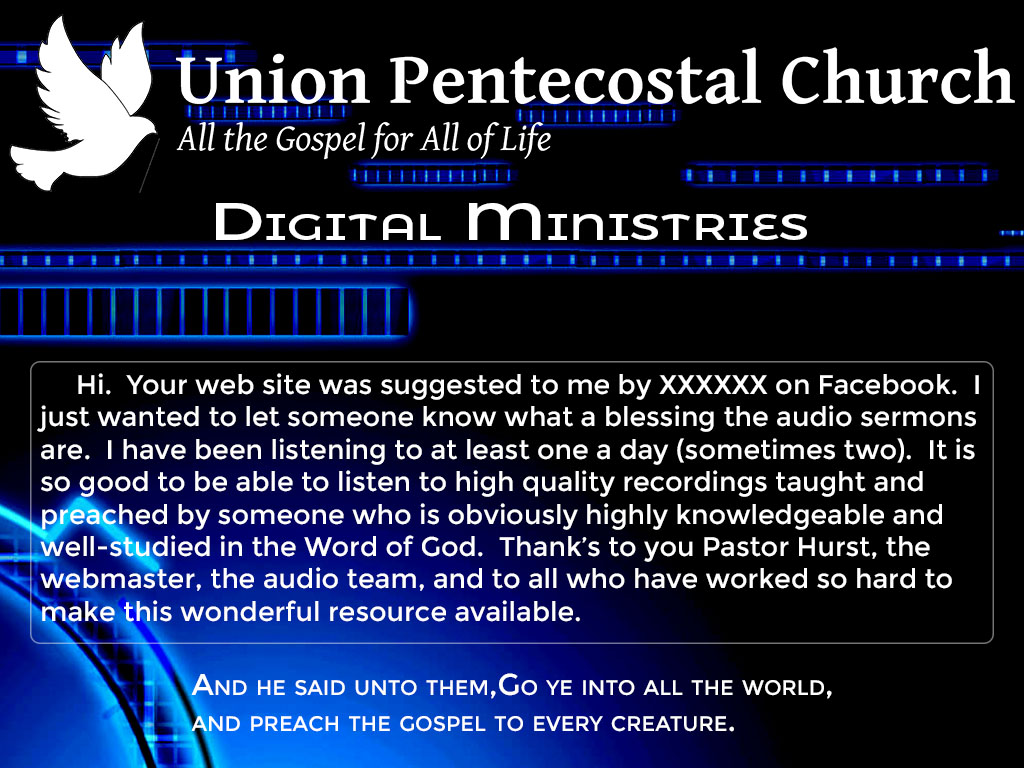 Union Pentecostal Church
All the Gospel for All of Life
Digital Ministries
Hi. Your web site was suggested to me by XXXXXX on Facebook. I
just wanted to let someone know what a blessing the audio sermons
are. I have been listening to at least one a day (sometimes two). It is
so good to be able to listen to high quality recordings taught and
preached by someone who is obviously highly knowledgeable and
well-studied in the Word of God. Thank's to you Pastor Hurst, the
webmaster, the audio team, and to all who have worked so hard to
make this wonderful resource available.
And he said unto them,Go ye into all the world,
and preach the gospel to every creature.